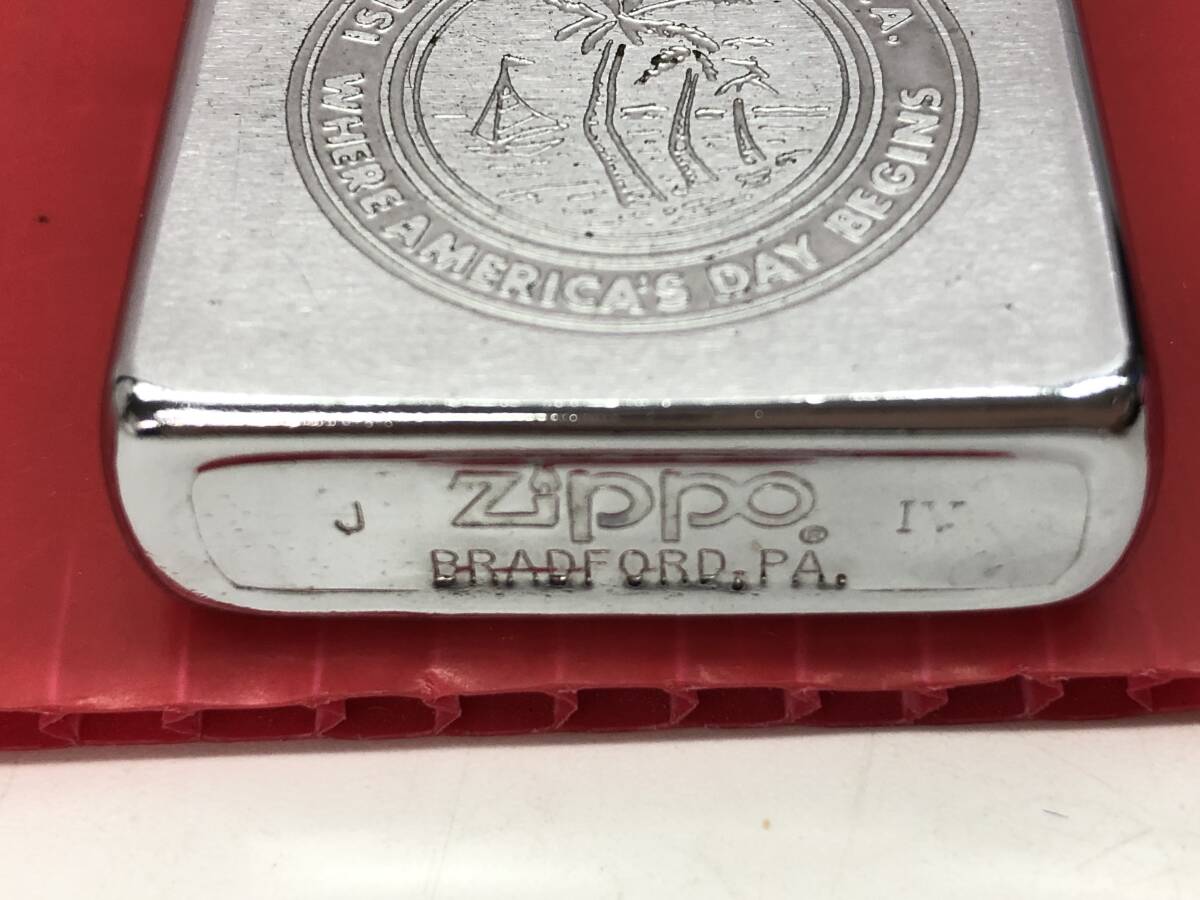 WHERE AMERICA'S DAY BEGINS
J zippo® IV
BRADFORD, PA.